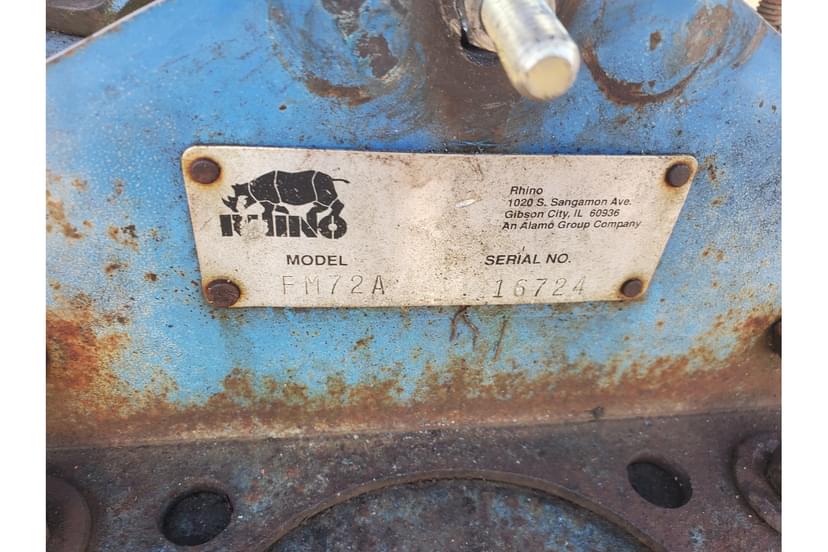 RHINO
Rhino
1020 S. Sangamon Ave.
Gibson City, IL 60936
An Alamo Group Company
MODEL SERIAL NO.
FM72A 16724